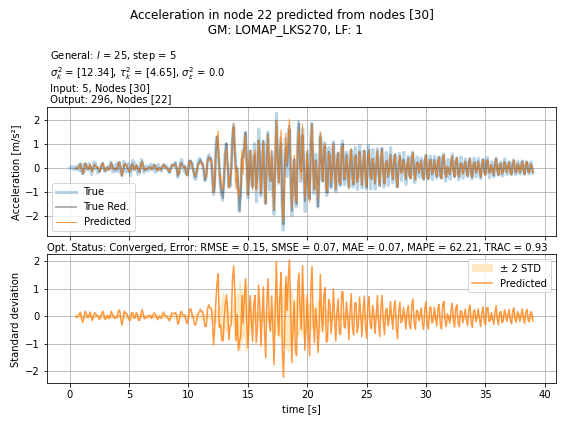 Acceleration in node 22 predicted from nodes [30]
GM: LOMAP_LKS270, LF: 1
General: l = 25, step = 5
σ²ₖ = [12.34], τ²ₖ = [4.65], σ²ε = 0.0
Input: 5, Nodes [30]
Output: 296, Nodes [22]
Acceleration [m/s²]
2
1
0
−1
−2
True
True Red.
Predicted
Opt. Status: Converged, Error: RMSE = 0.15, SMSE = 0.07, MAE = 0.07, MAPE = 62.21, TRAC = 0.93
Standard deviation
2
1
0
−1
−2
± 2 STD
Predicted
0 5 10 15 20 25 30 35 40
time [s]